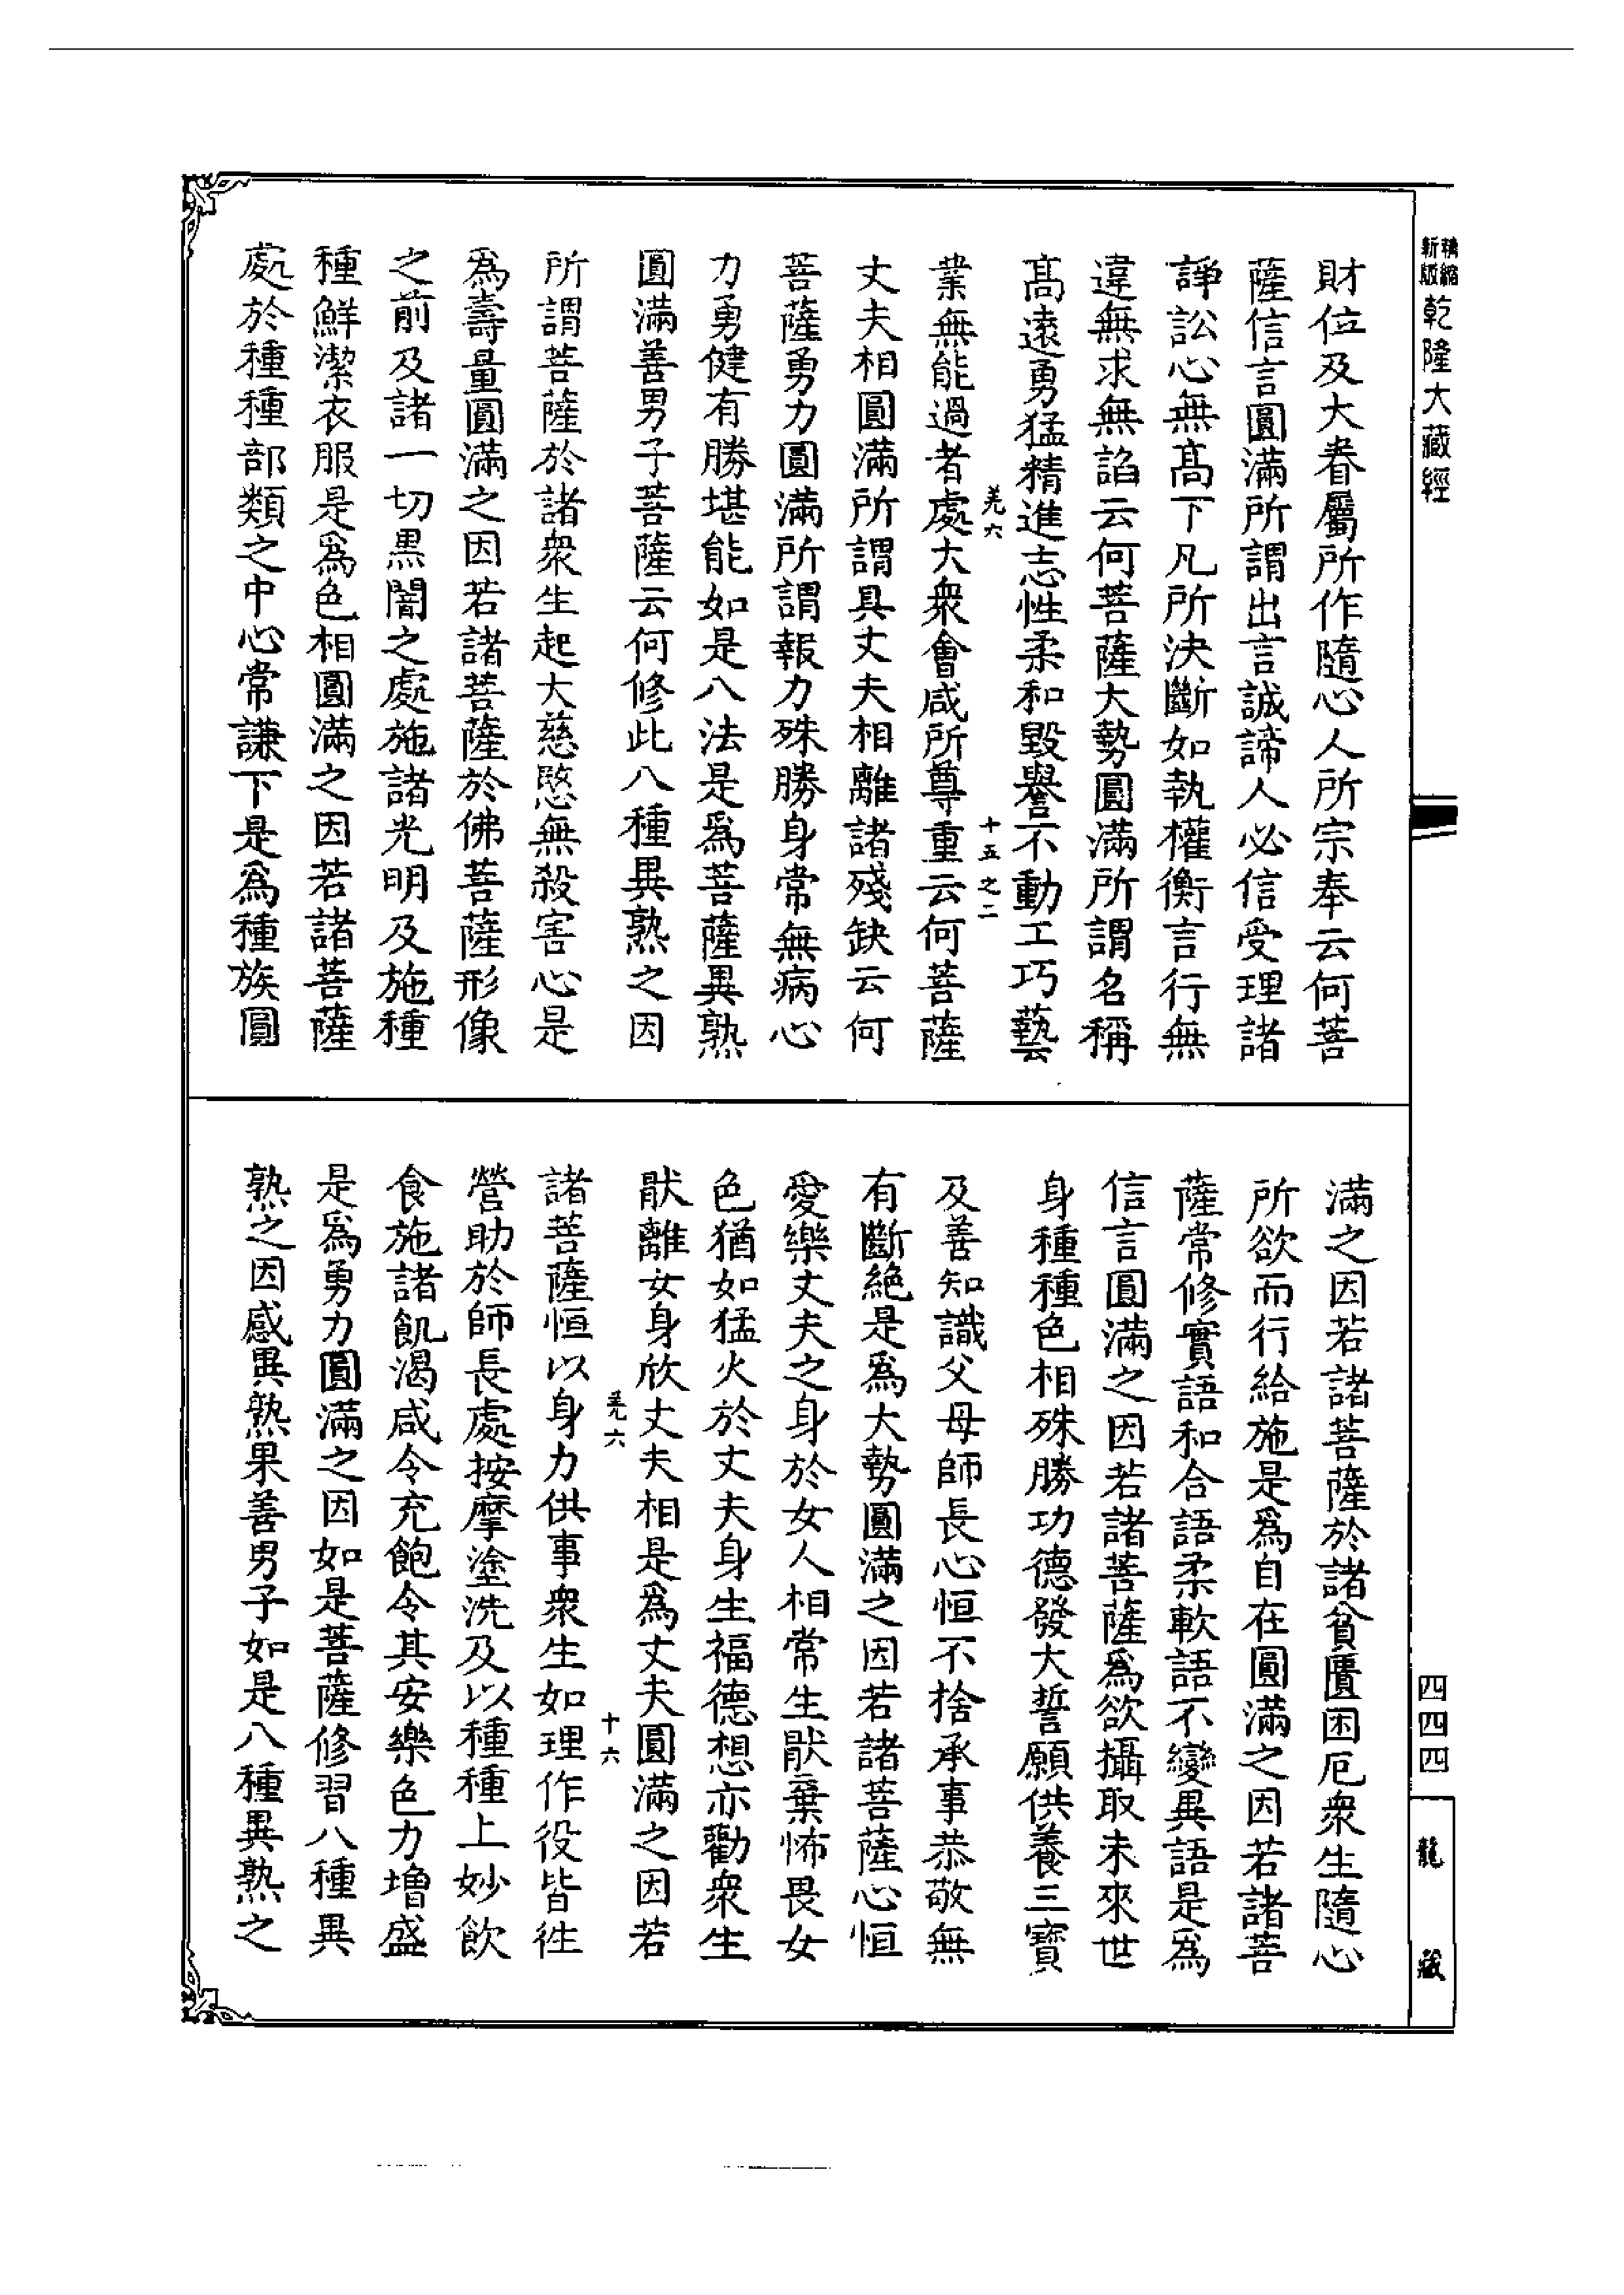 精縮新版乾隆大藏經
財位及大眷屬所作隨心人所宗奉云何菩
薩信言圓滿所謂出言誠諦人必信受理諸
諍訟心無髙下凡所決斷如執權衡言行無
違無求無諂云何菩薩大勢圓滿所謂名稱
髙遠勇猛精進志性柔和毀譽不動工巧藝
羌六 十五之二
業無能過者處大衆會咸所尊重云何菩薩
丈夫相圓滿所謂具丈夫相離諸殘缺云何
菩薩勇力圓滿所謂報力殊勝身常無病心
力勇健有勝堪能如是八法是爲菩薩異熟
圓滿善男子菩薩云何修此八種異熟之因
所謂菩薩於諸衆生起大慈愍無殺害心是
爲壽量圓滿之因若諸菩薩於佛菩薩形像
之前及諸一切黒闇之處施諸光明及施種
種鮮潔衣服是爲色相圓滿之因若諸菩薩
處於種種部類之中心常謙下是爲種族圓
滿之因若諸菩薩於諸貧匱困厄衆生隨心
所欲而行給施是爲自在圓滿之因若諸菩
薩常修實語和合語柔軟語不變異語是爲
信言圓滿之因若諸菩薩爲欲攝取未來世
身種種色相殊勝功德發大誓願供養三寶
及善知識父母師長心恒不捨承事恭敬無
有斷絶是爲大勢圓滿之因若諸菩薩心恒
愛樂丈夫之身於女人相常生猒棄怖畏女
色猶如猛火於丈夫身生福德想亦勸衆生
猒離女身欣丈夫相是爲丈夫圓滿之因若
羌六 十六
諸菩薩恒以身力供事衆生如理作役皆徃
營助於師長處按摩塗洗及以種種上妙飲
食施諸飢渴咸令充飽令其安樂色力增盛
是爲勇力圓滿之因如是菩薩修習八種異
熟之因感異熟果善男子如是八種異熟之
四四四
龍藏